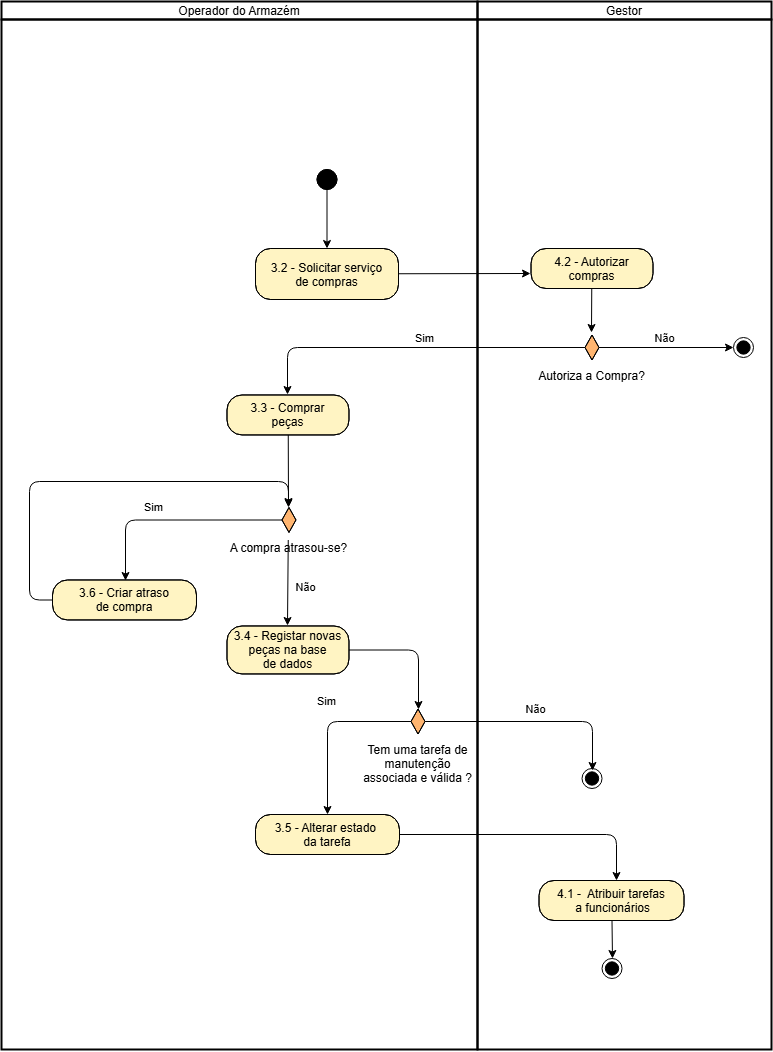 Operador do Armazém
Gestor
3.2 - Solicitar serviço
de compras
4.2 - Autorizar
compras
Sim
Não
Autoriza a Compra?
3.3 - Comprar
peças
Sim
A compra atrasou-se?
3.6 - Criar atraso
de compra
Não
3.4 - Registar novas
peças na base
de dados
Sim
Não
Tem uma tarefa de
manutenção
associada e válida ?
3.5 - Alterar estado
da tarefa
4.1 - Atribuir tarefas
a funcionários